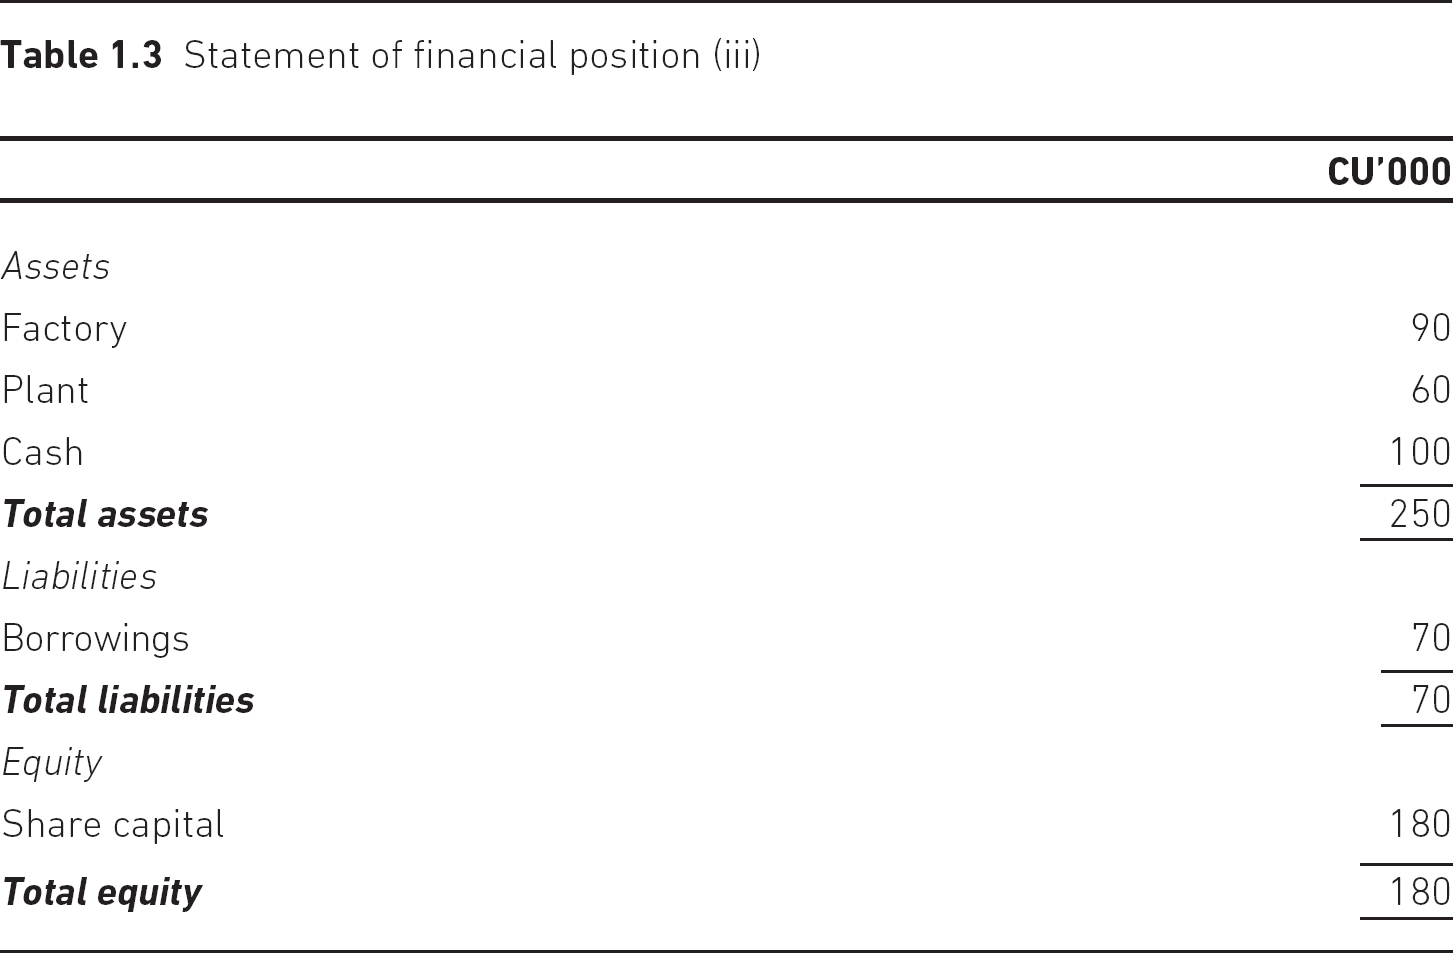 Table 1.3 Statement of financial position (iii)
CU’000
Assets
Factory 90
Plant 60
Cash 100
Total assets 250
Liabilities
Borrowings 70
Total liabilities 70
Equity
Share capital 180
Total equity 180